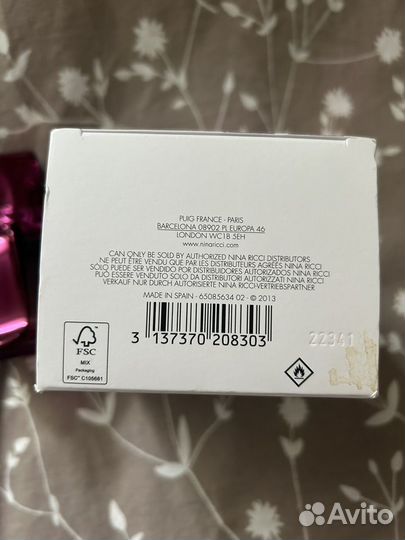 PUIG FRANCE - PARIS
BARCELONA 08902 PL EUROPA 46
LONDON WC1B 5EH
www.ninaricci.com
CAN ONLY BE SOLD BY AUTHORIZED NINA RICCI DISTRIBUTORS
NE PEUT ÊTRE VENDU QUE PAR LES DISTRIBUTEURS AGRÉÉS NINA RICCI
SÓLO PUEDE SER VENDIDO POR DISTRIBUIDORES AUTORIZADOS NINA RICCI
PUÒ ESSERE VENDUTO SOLO DAI DISTRIBUTORI AUTORIZZATI NINA RICCI
VERKAUF NUR DURCH AUTORISIERTE NINA RICCI-VERTRIEBSPARTNER
MADE IN SPAIN - 65085634 02 - © 2013
3 137370 208303
22341
FSC
MIX
Packaging
FSC® C105661
Avito